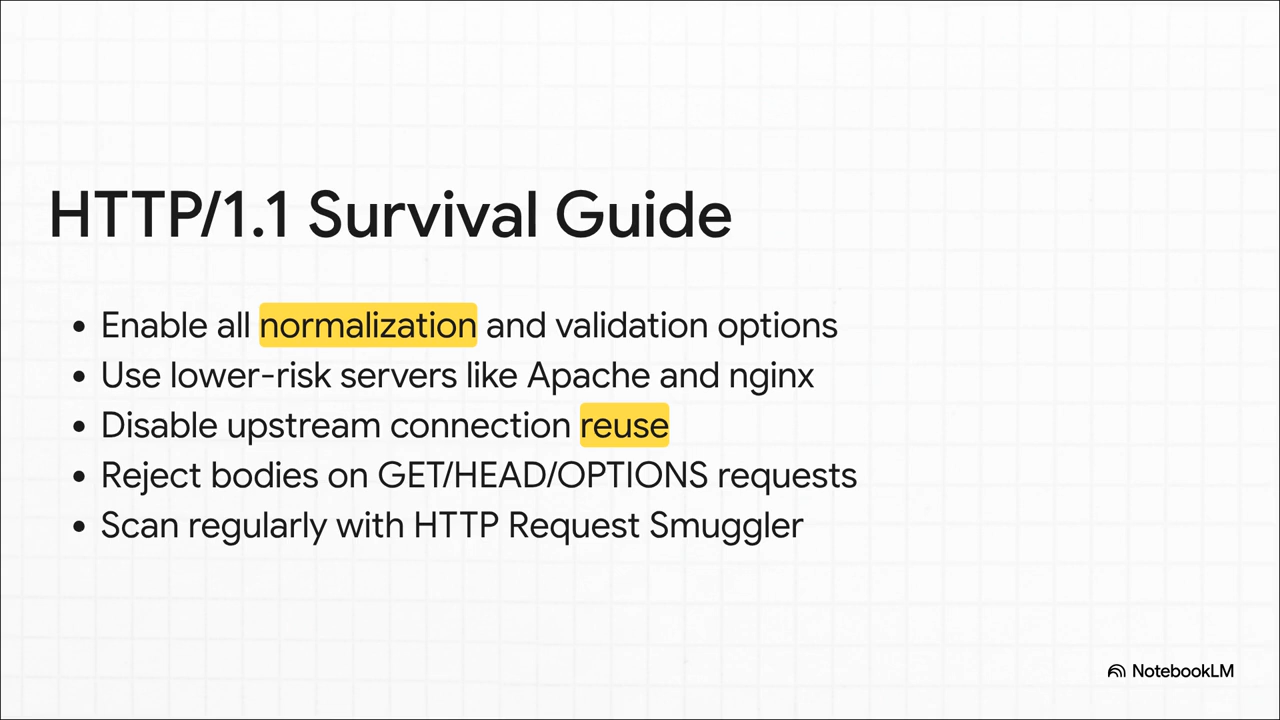 HTTP/1.1 Survival Guide
• Enable all normalization and validation options
• Use lower-risk servers like Apache and nginx
• Disable upstream connection reuse
• Reject bodies on GET/HEAD/OPTIONS requests
• Scan regularly with HTTP Request Smuggler
NotebookLM